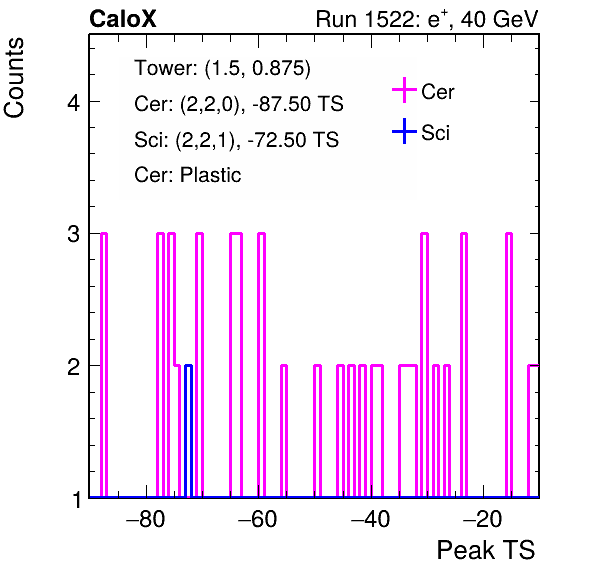 CaloX Run 1522: e+, 40 GeV
Counts
Tower: (1.5, 0.875)
Cer: (2,2,0), -87.50 TS
Sci: (2,2,1), -72.50 TS
Cer: Plastic
Cer
Sci
4
3
2
1
−80 −60 −40 −20
Peak TS